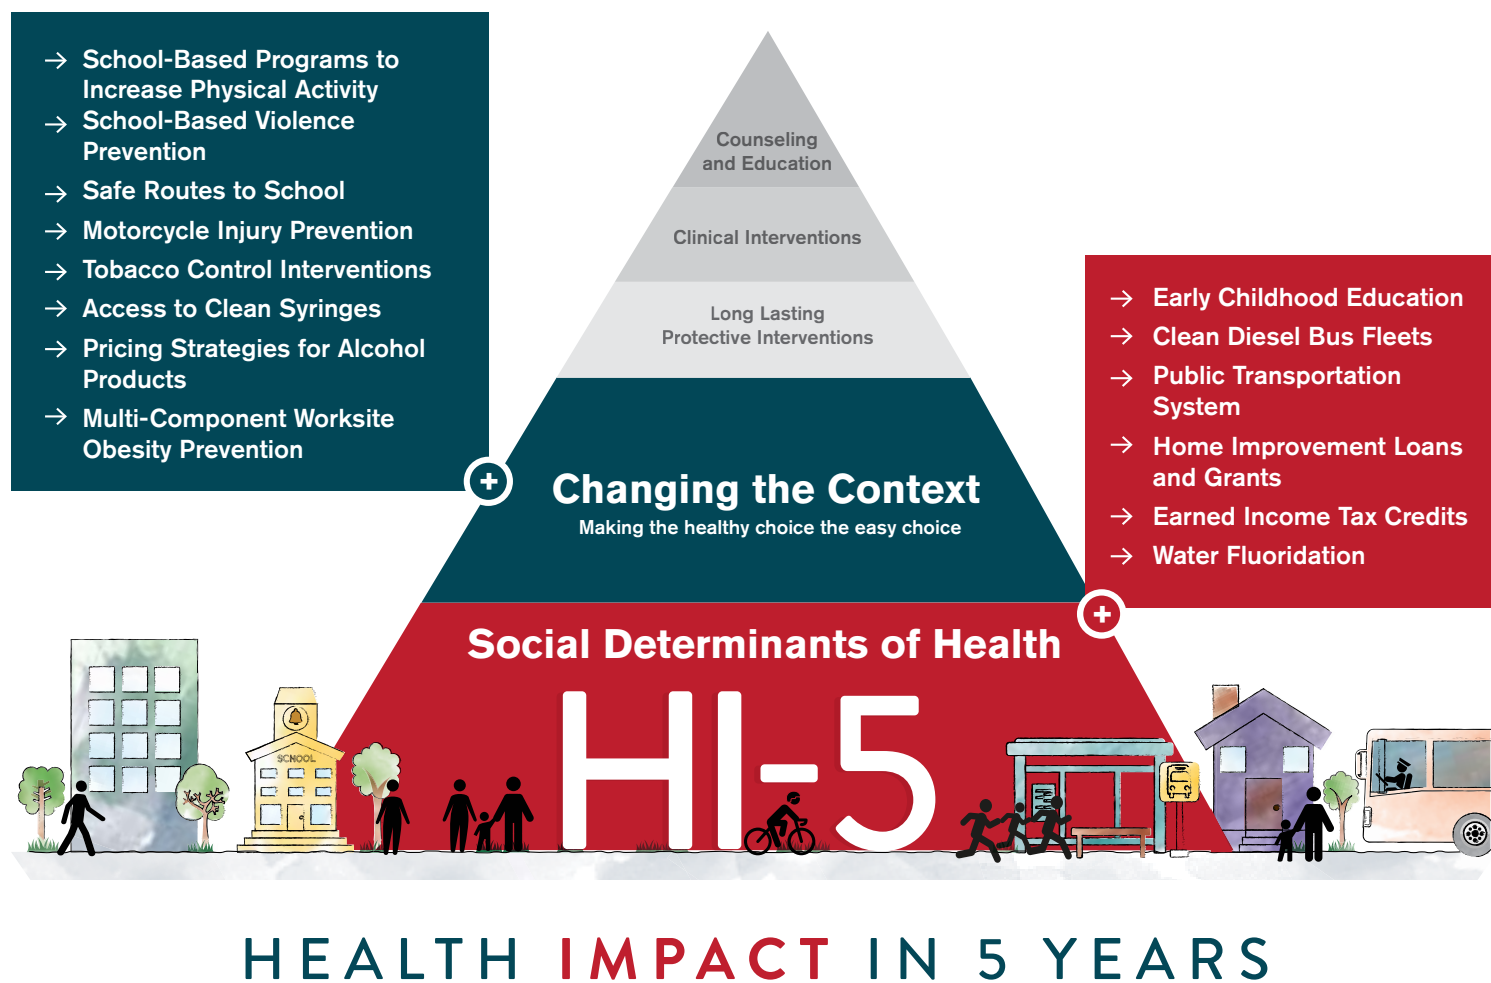 → School-Based Programs to
Increase Physical Activity
→ School-Based Violence
Prevention
→ Safe Routes to School
→ Motorcycle Injury Prevention
→ Tobacco Control Interventions
→ Access to Clean Syringes
→ Pricing Strategies for Alcohol
Products
→ Multi-Component Worksite
Obesity Prevention
Counseling
and Education
Clinical Interventions
Long Lasting
Protective Interventions
Changing the Context
Making the healthy choice the easy choice
→ Early Childhood Education
→ Clean Diesel Bus Fleets
→ Public Transportation
System
→ Home Improvement Loans
and Grants
→ Earned Income Tax Credits
→ Water Fluoridation
Social Determinants of Health
HI-5
SCHOOL
HEALTH IMPACT IN 5 YEARS